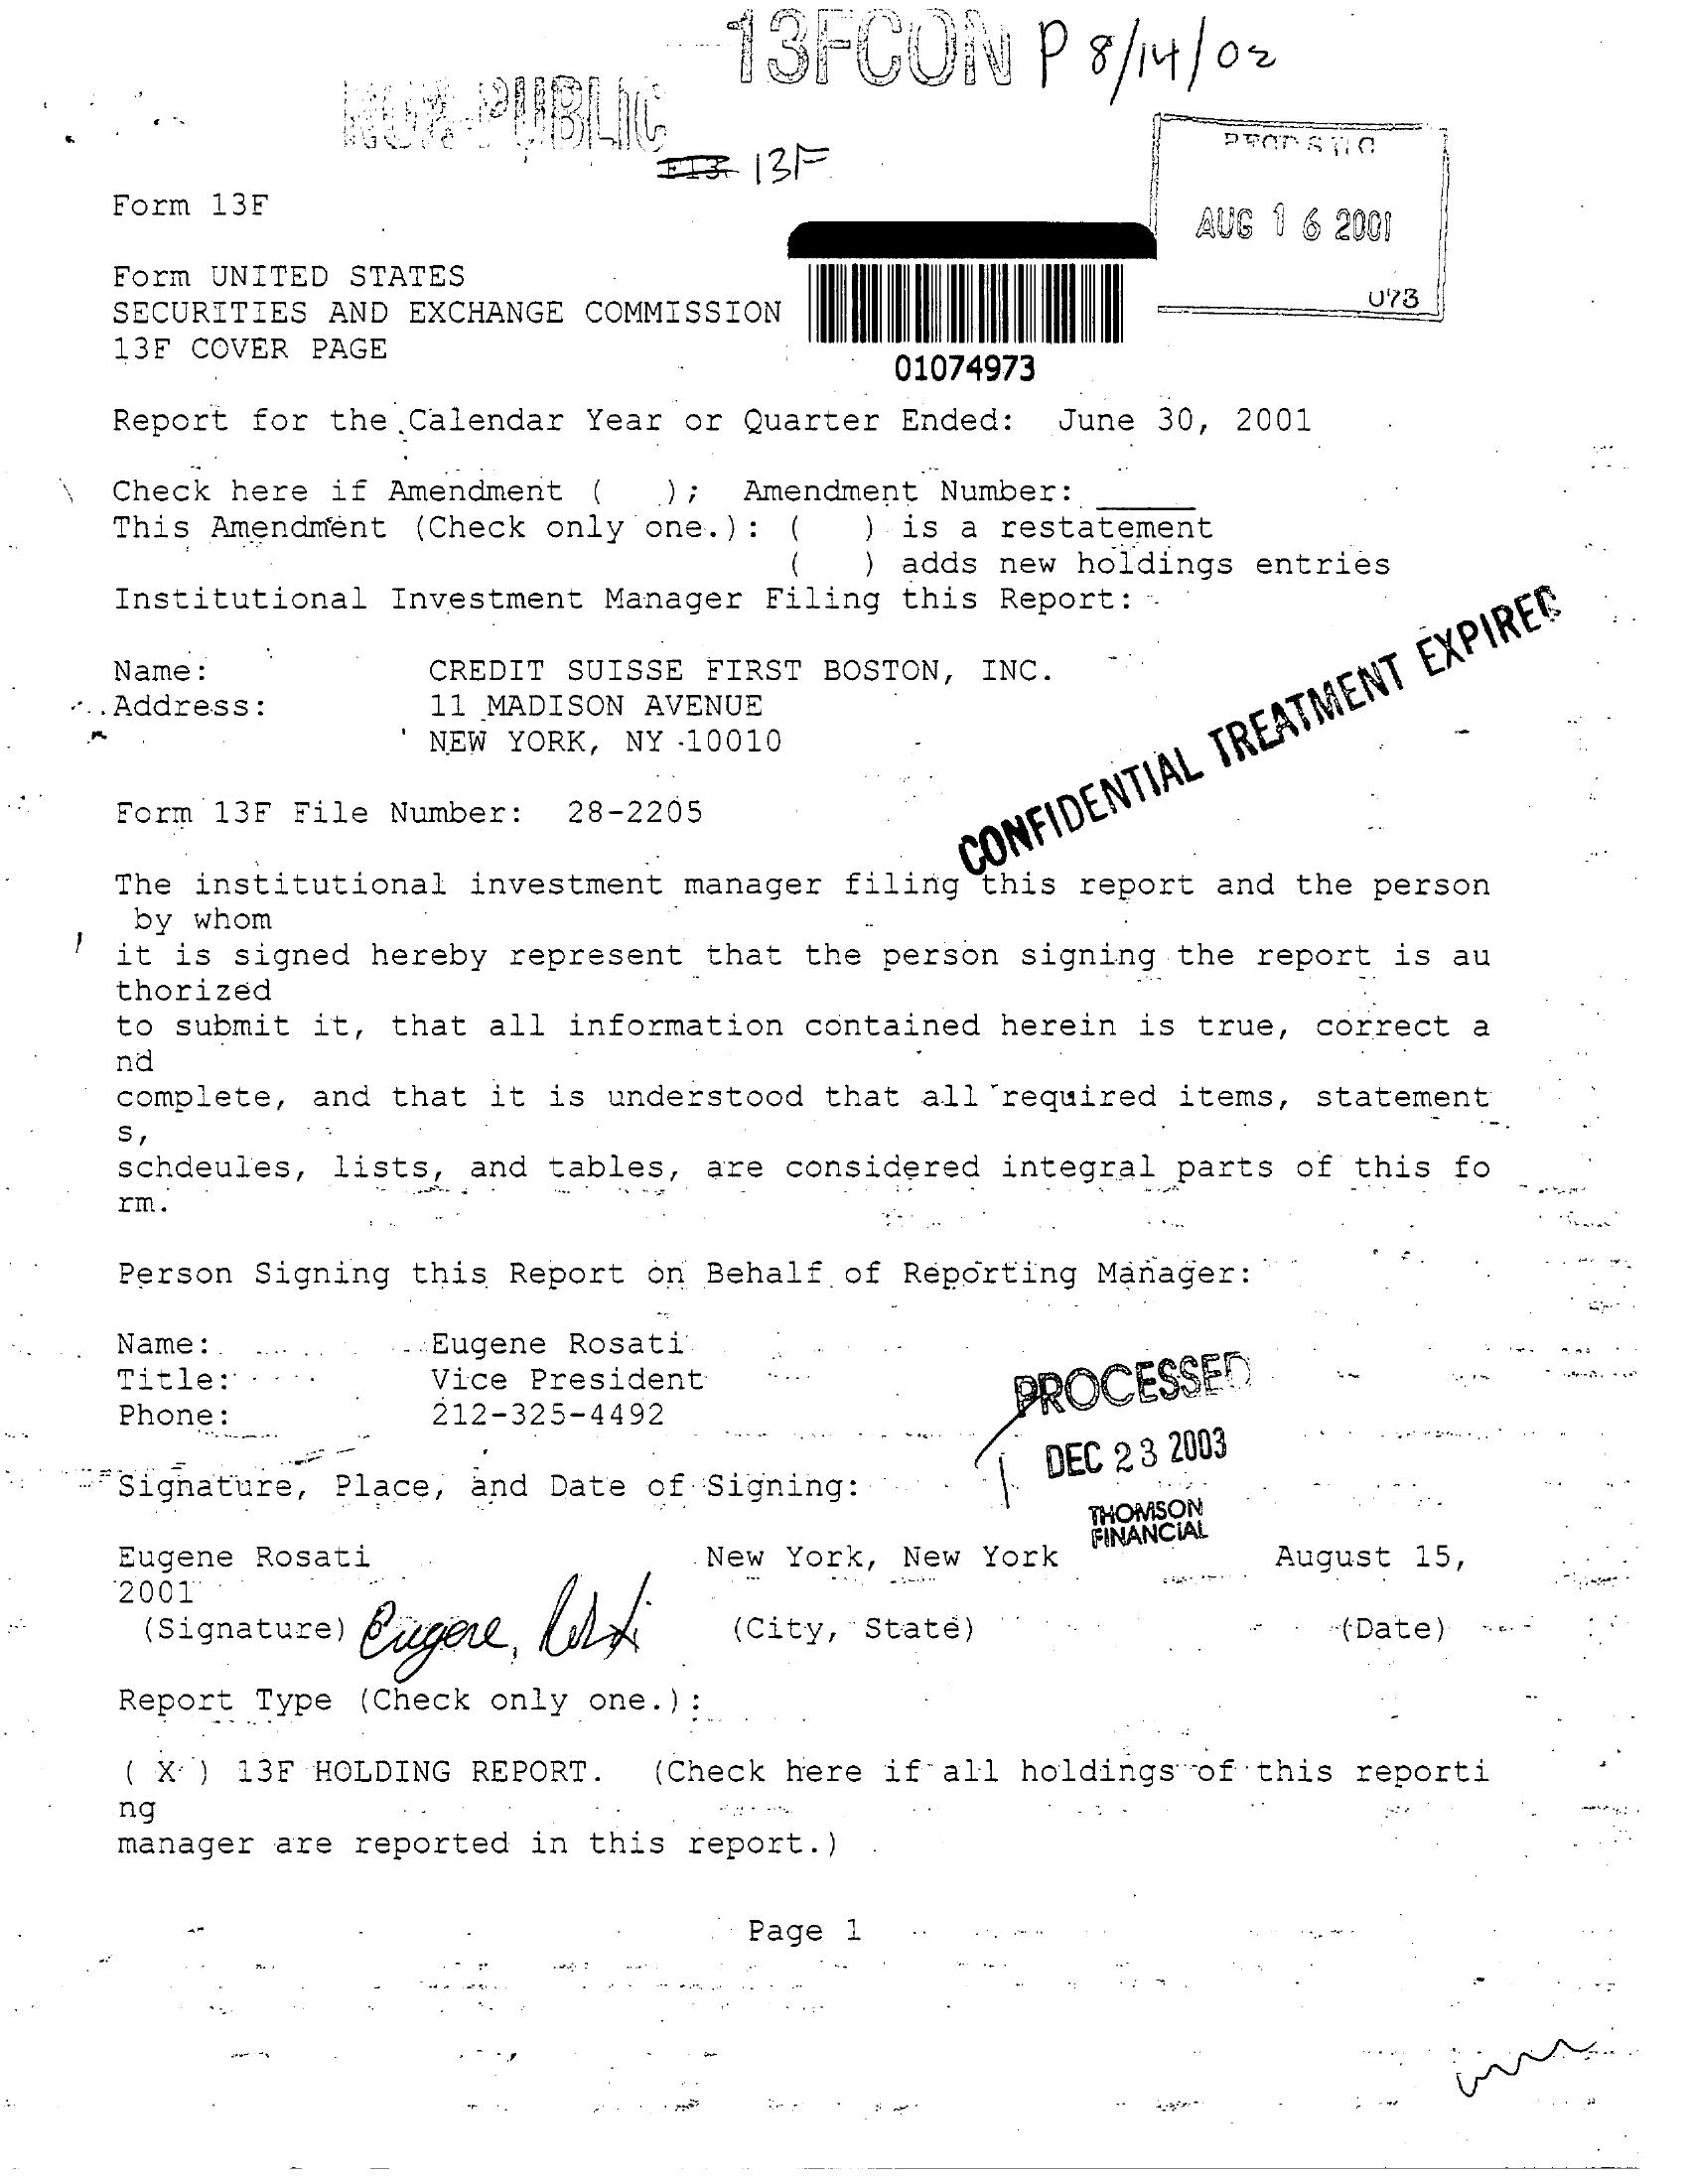 13FCON P 8/14/02
NON-PUBLIC
13F
Form 13F
AUG 16 2001
Form UNITED STATES
SECURITIES AND EXCHANGE COMMISSION
073
13F COVER PAGE
01074973
Report for the Calendar Year or Quarter Ended: June 30, 2001
Check here if Amendment ( ); Amendment Number: ______
This Amendment (Check only one.): ( ) is a restatement
( ) adds new holdings entries
Institutional Investment Manager Filing this Report:
Name: CREDIT SUISSE FIRST BOSTON, INC.
Address: 11 MADISON AVENUE
NEW YORK, NY 10010
CONFIDENTIAL TREATMENT EXPIRED
Form 13F File Number: 28-2205
The institutional investment manager filing this report and the person
by whom
it is signed hereby represent that the person signing the report is au
thorized
to submit it, that all information contained herein is true, correct a
nd
complete, and that it is understood that all required items, statement
s,
schdeules, lists, and tables, are considered integral parts of this fo
rm.
Person Signing this Report on Behalf of Reporting Manager:
Name: Eugene Rosati
Title: Vice President
Phone: 212-325-4492
PROCESSED
DEC 23 2003
THOMSON
FINANCIAL
Signature, Place, and Date of Signing:
Eugene Rosati New York, New York August 15,
2001
(Signature) Eugene Rosati (City, State) (Date)
Report Type (Check only one.):
( X ) 13F HOLDING REPORT. (Check here if all holdings of this reporti
ng
manager are reported in this report.)
Page 1